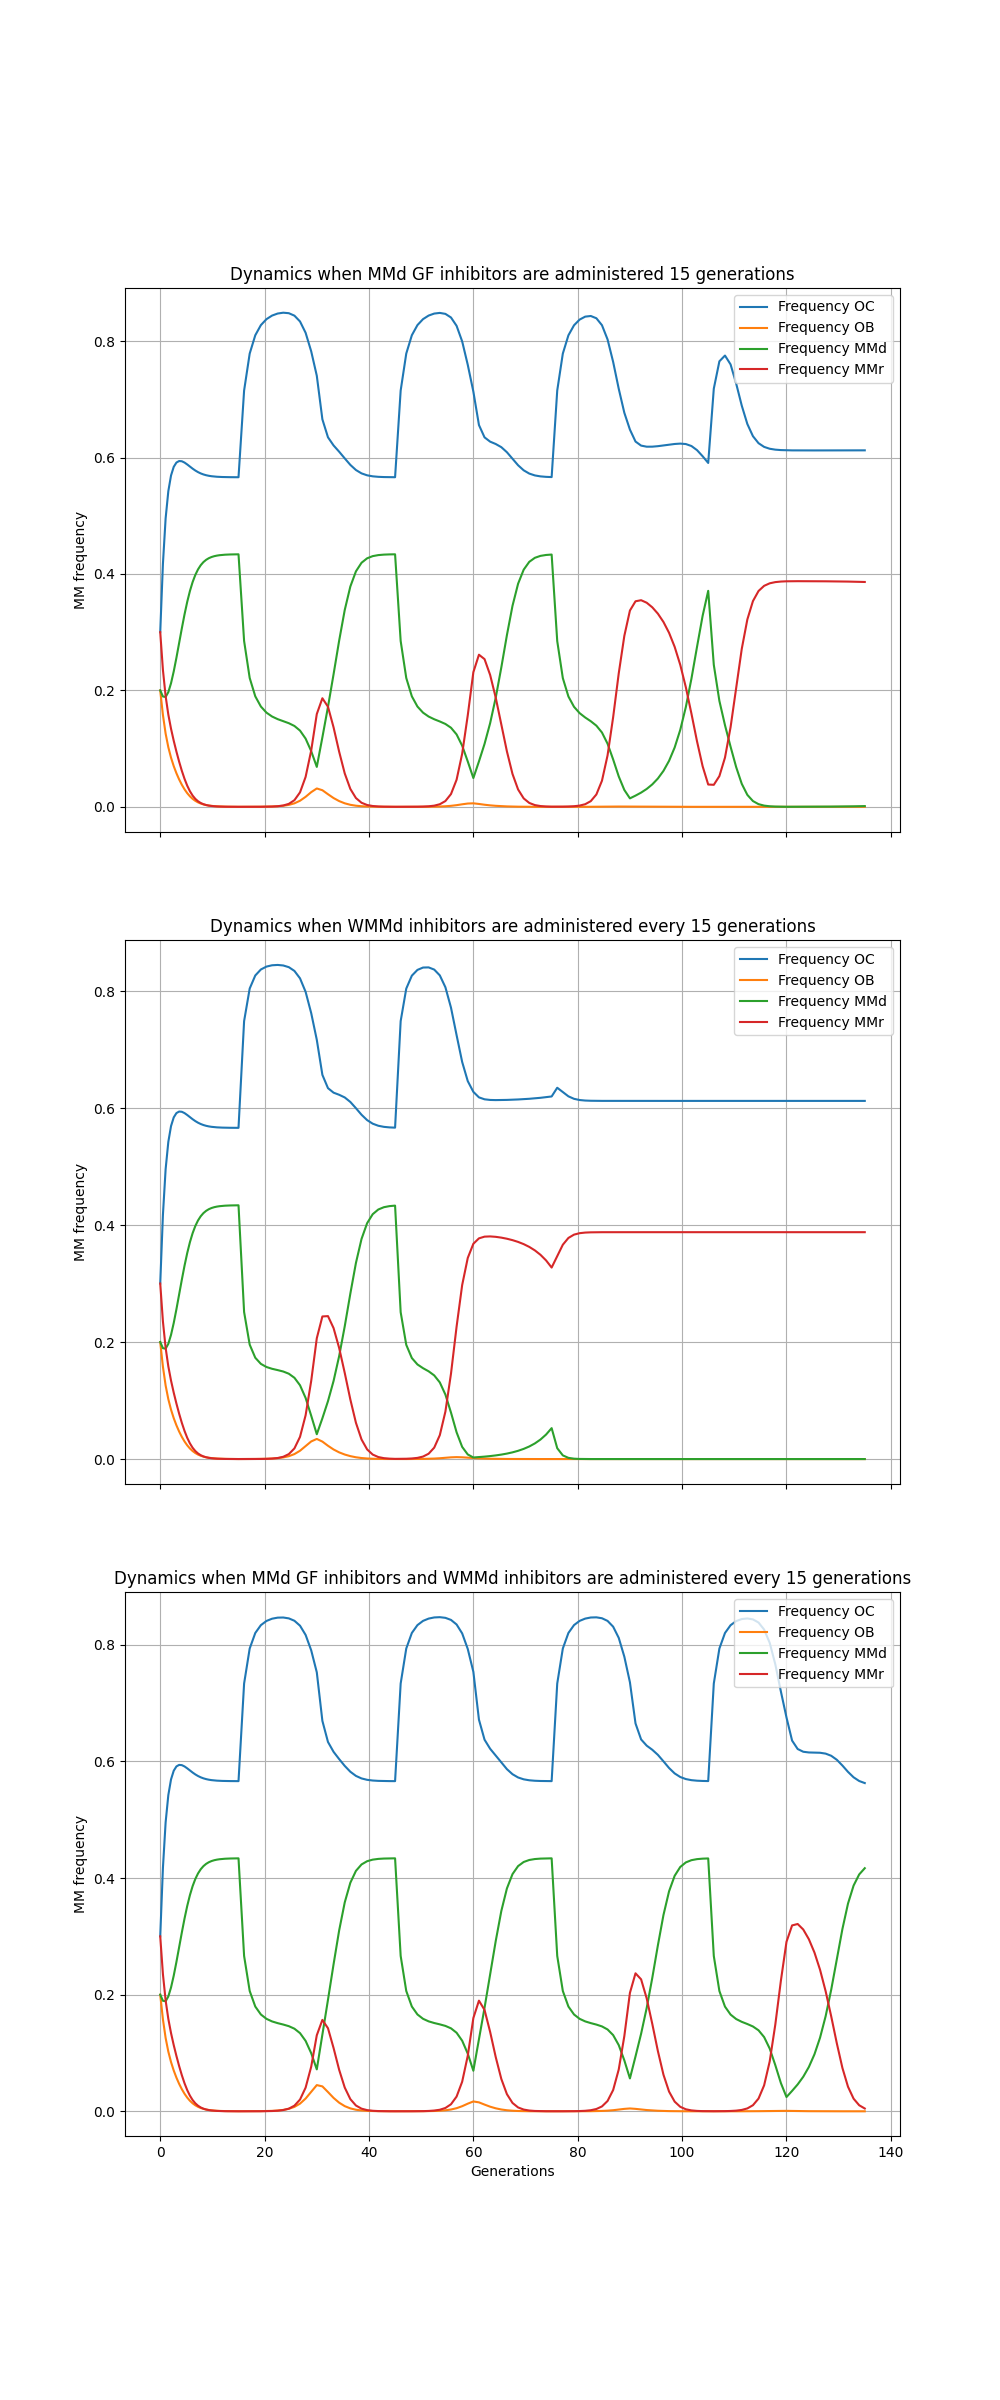 Dynamics when MMd GF inhibitors are administered 15 generations
Frequency OC
Frequency OB
Frequency MMd
Frequency MMr
0.8
0.6
0.4
0.2
0.0
MM frequency
Dynamics when WMMd inhibitors are administered every 15 generations
Frequency OC
Frequency OB
Frequency MMd
Frequency MMr
0.8
0.6
0.4
0.2
0.0
MM frequency
Dynamics when MMd GF inhibitors and WMMd inhibitors are administered every 15 generations
Frequency OC
Frequency OB
Frequency MMd
Frequency MMr
0.8
0.6
0.4
0.2
0.0
MM frequency
0 20 40 60 80 100 120 140
Generations